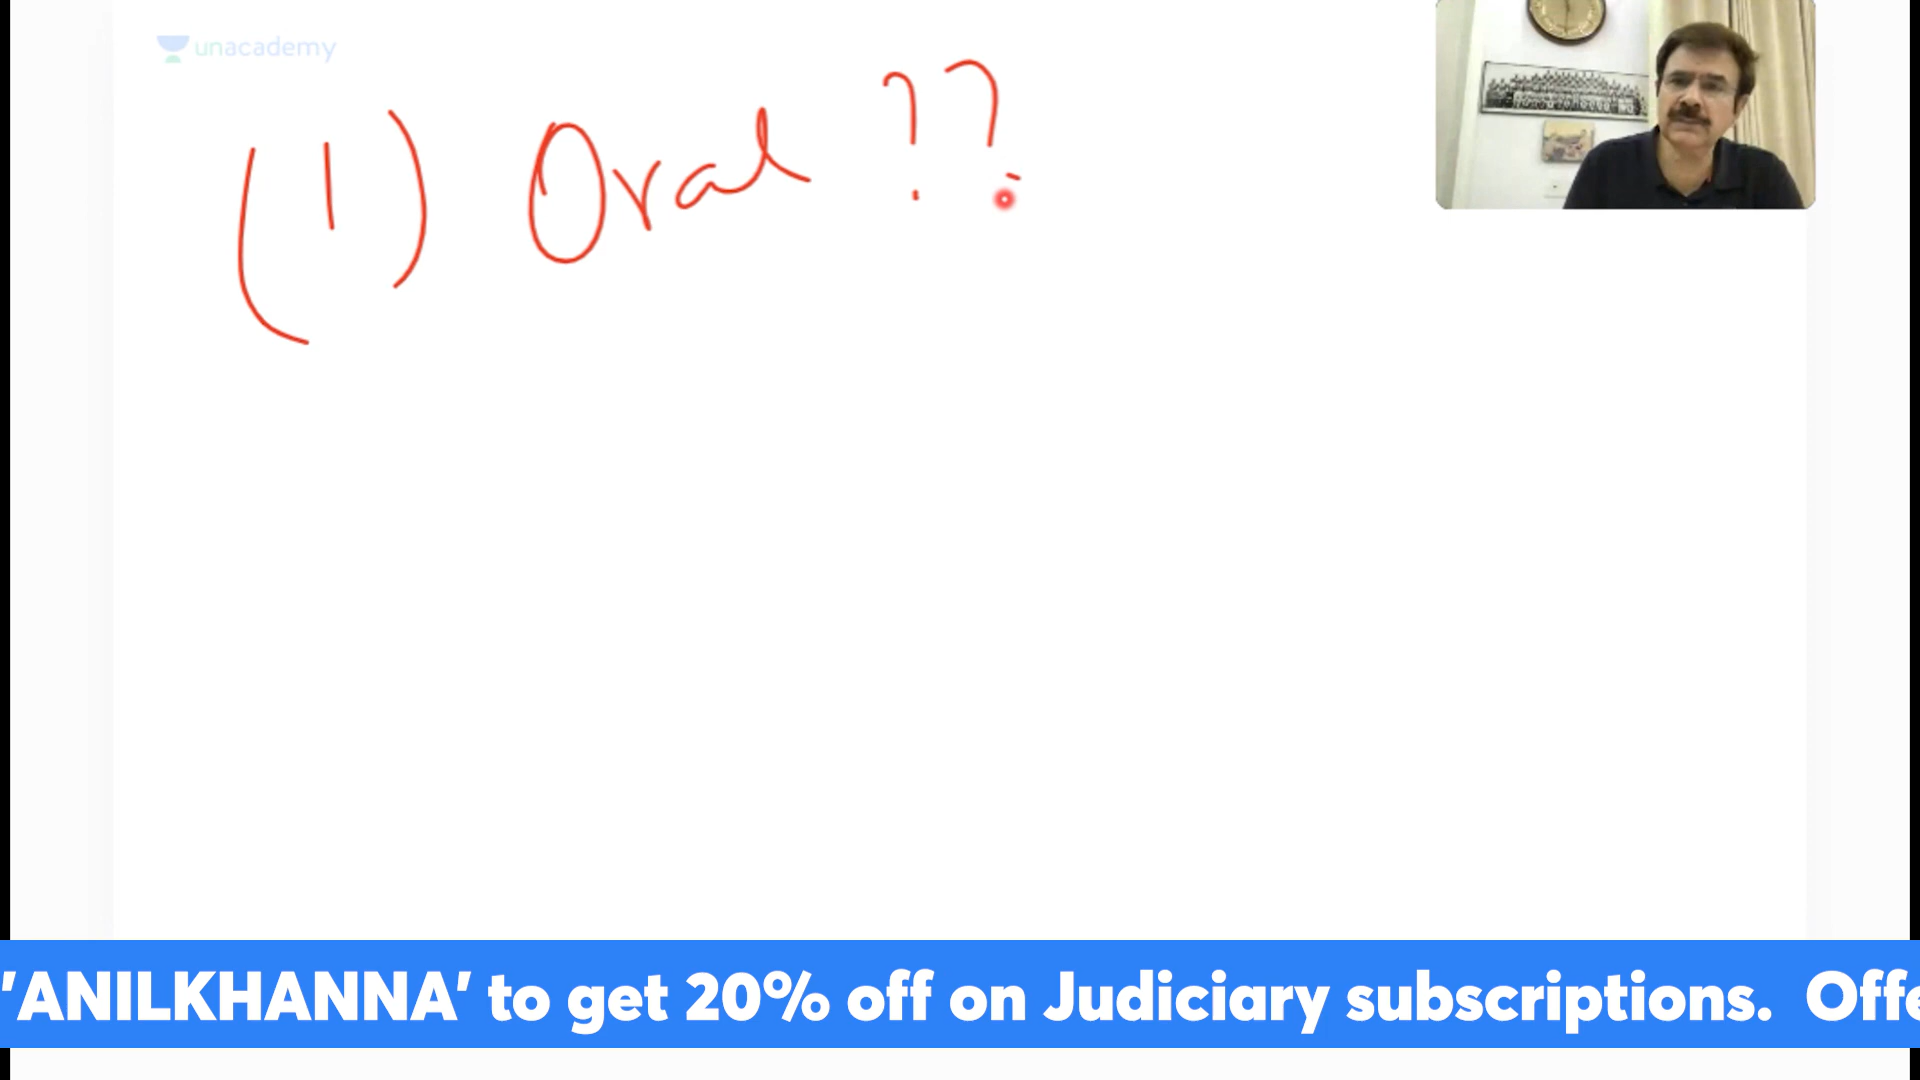 unacademy
(1) Oral ??
'ANILKHANNA' to get 20% off on Judiciary subscriptions. Offe